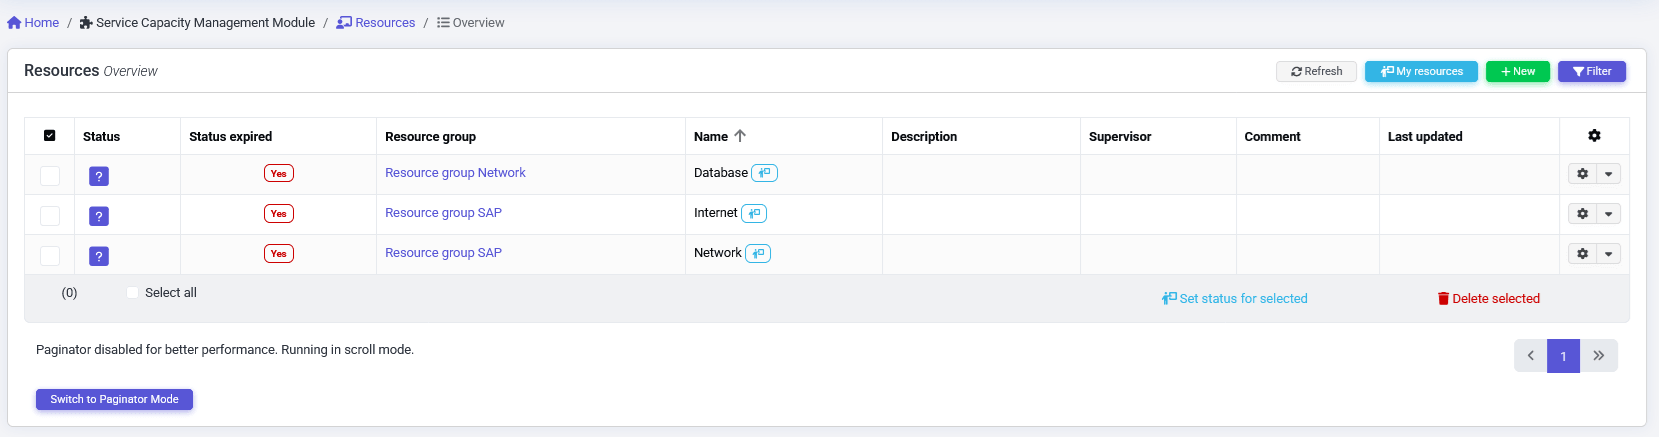 Home / Service Capacity Management Module / Resources / Overview
Resources Overview
Refresh My resources + New Filter
Status Status expired Resource group Name Description Supervisor Comment Last updated
? Yes Resource group Network Database
? Yes Resource group SAP Internet
? Yes Resource group SAP Network
(0) Select all Set status for selected Delete selected
Paginator disabled for better performance. Running in scroll mode.
1
Switch to Paginator Mode